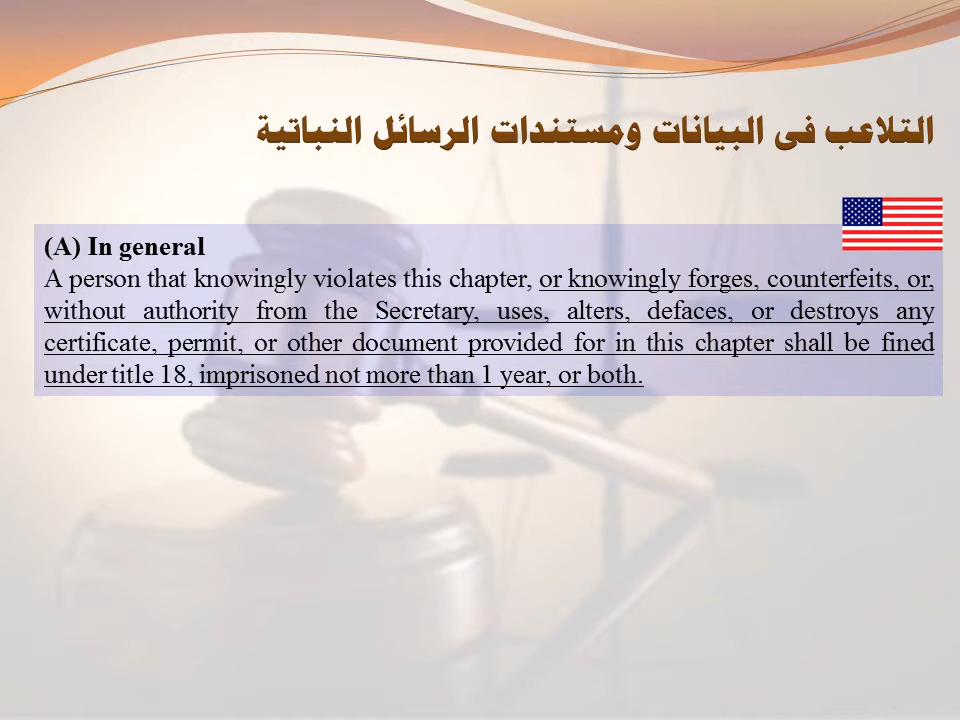 التلاعب فى البيانات ومستندات الرسائل النباتية
(A) In general
A person that knowingly violates this chapter, or knowingly forges, counterfeits, or,
without authority from the Secretary, uses, alters, defaces, or destroys any
certificate, permit, or other document provided for in this chapter shall be fined
under title 18, imprisoned not more than 1 year, or both.